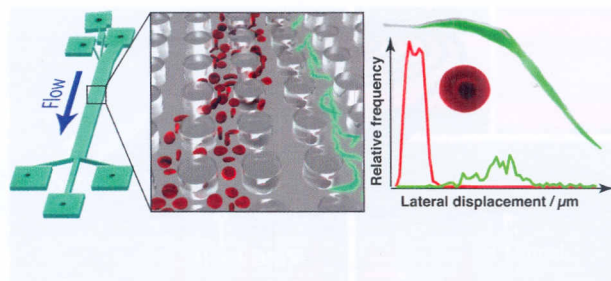 Flow
Relative frequency
Lateral displacement / µm